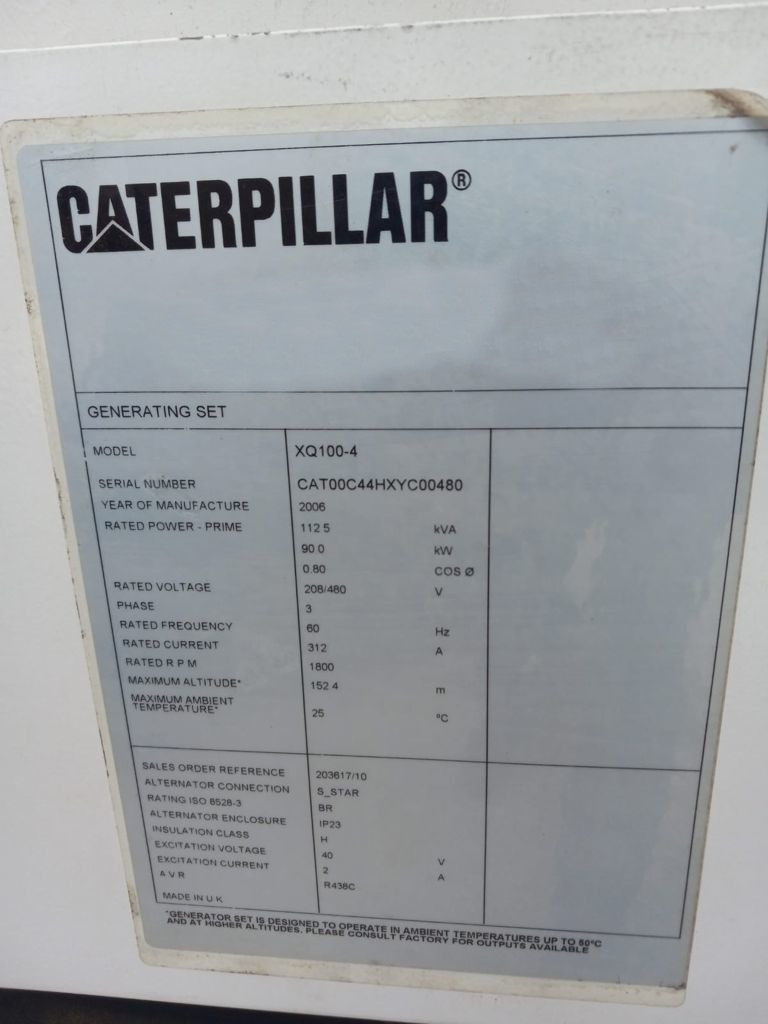 CATERPILLAR®
GENERATING SET
MODEL XQ100-4
SERIAL NUMBER CAT00C44HXYC00480
YEAR OF MANUFACTURE 2006
RATED POWER - PRIME 112 5 kVA
90 0 kW
0.80 COS Ø
RATED VOLTAGE 208/480 V
PHASE 3
RATED FREQUENCY 60 Hz
RATED CURRENT 312 A
RATED R P M 1800
MAXIMUM ALTITUDE* 152 4 m
MAXIMUM AMBIENT
TEMPERATURE* 25 °C
SALES ORDER REFERENCE 203617/10
ALTERNATOR CONNECTION S_STAR
RATING ISO 8528-3 BR
ALTERNATOR ENCLOSURE IP23
INSULATION CLASS H
EXCITATION VOLTAGE 40 V
EXCITATION CURRENT 2 A
A V R R438C
MADE IN U K
*GENERATOR SET IS DESIGNED TO OPERATE IN AMBIENT TEMPERATURES UP TO 50°C
AND AT HIGHER ALTITUDES. PLEASE CONSULT FACTORY FOR OUTPUTS AVAILABLE